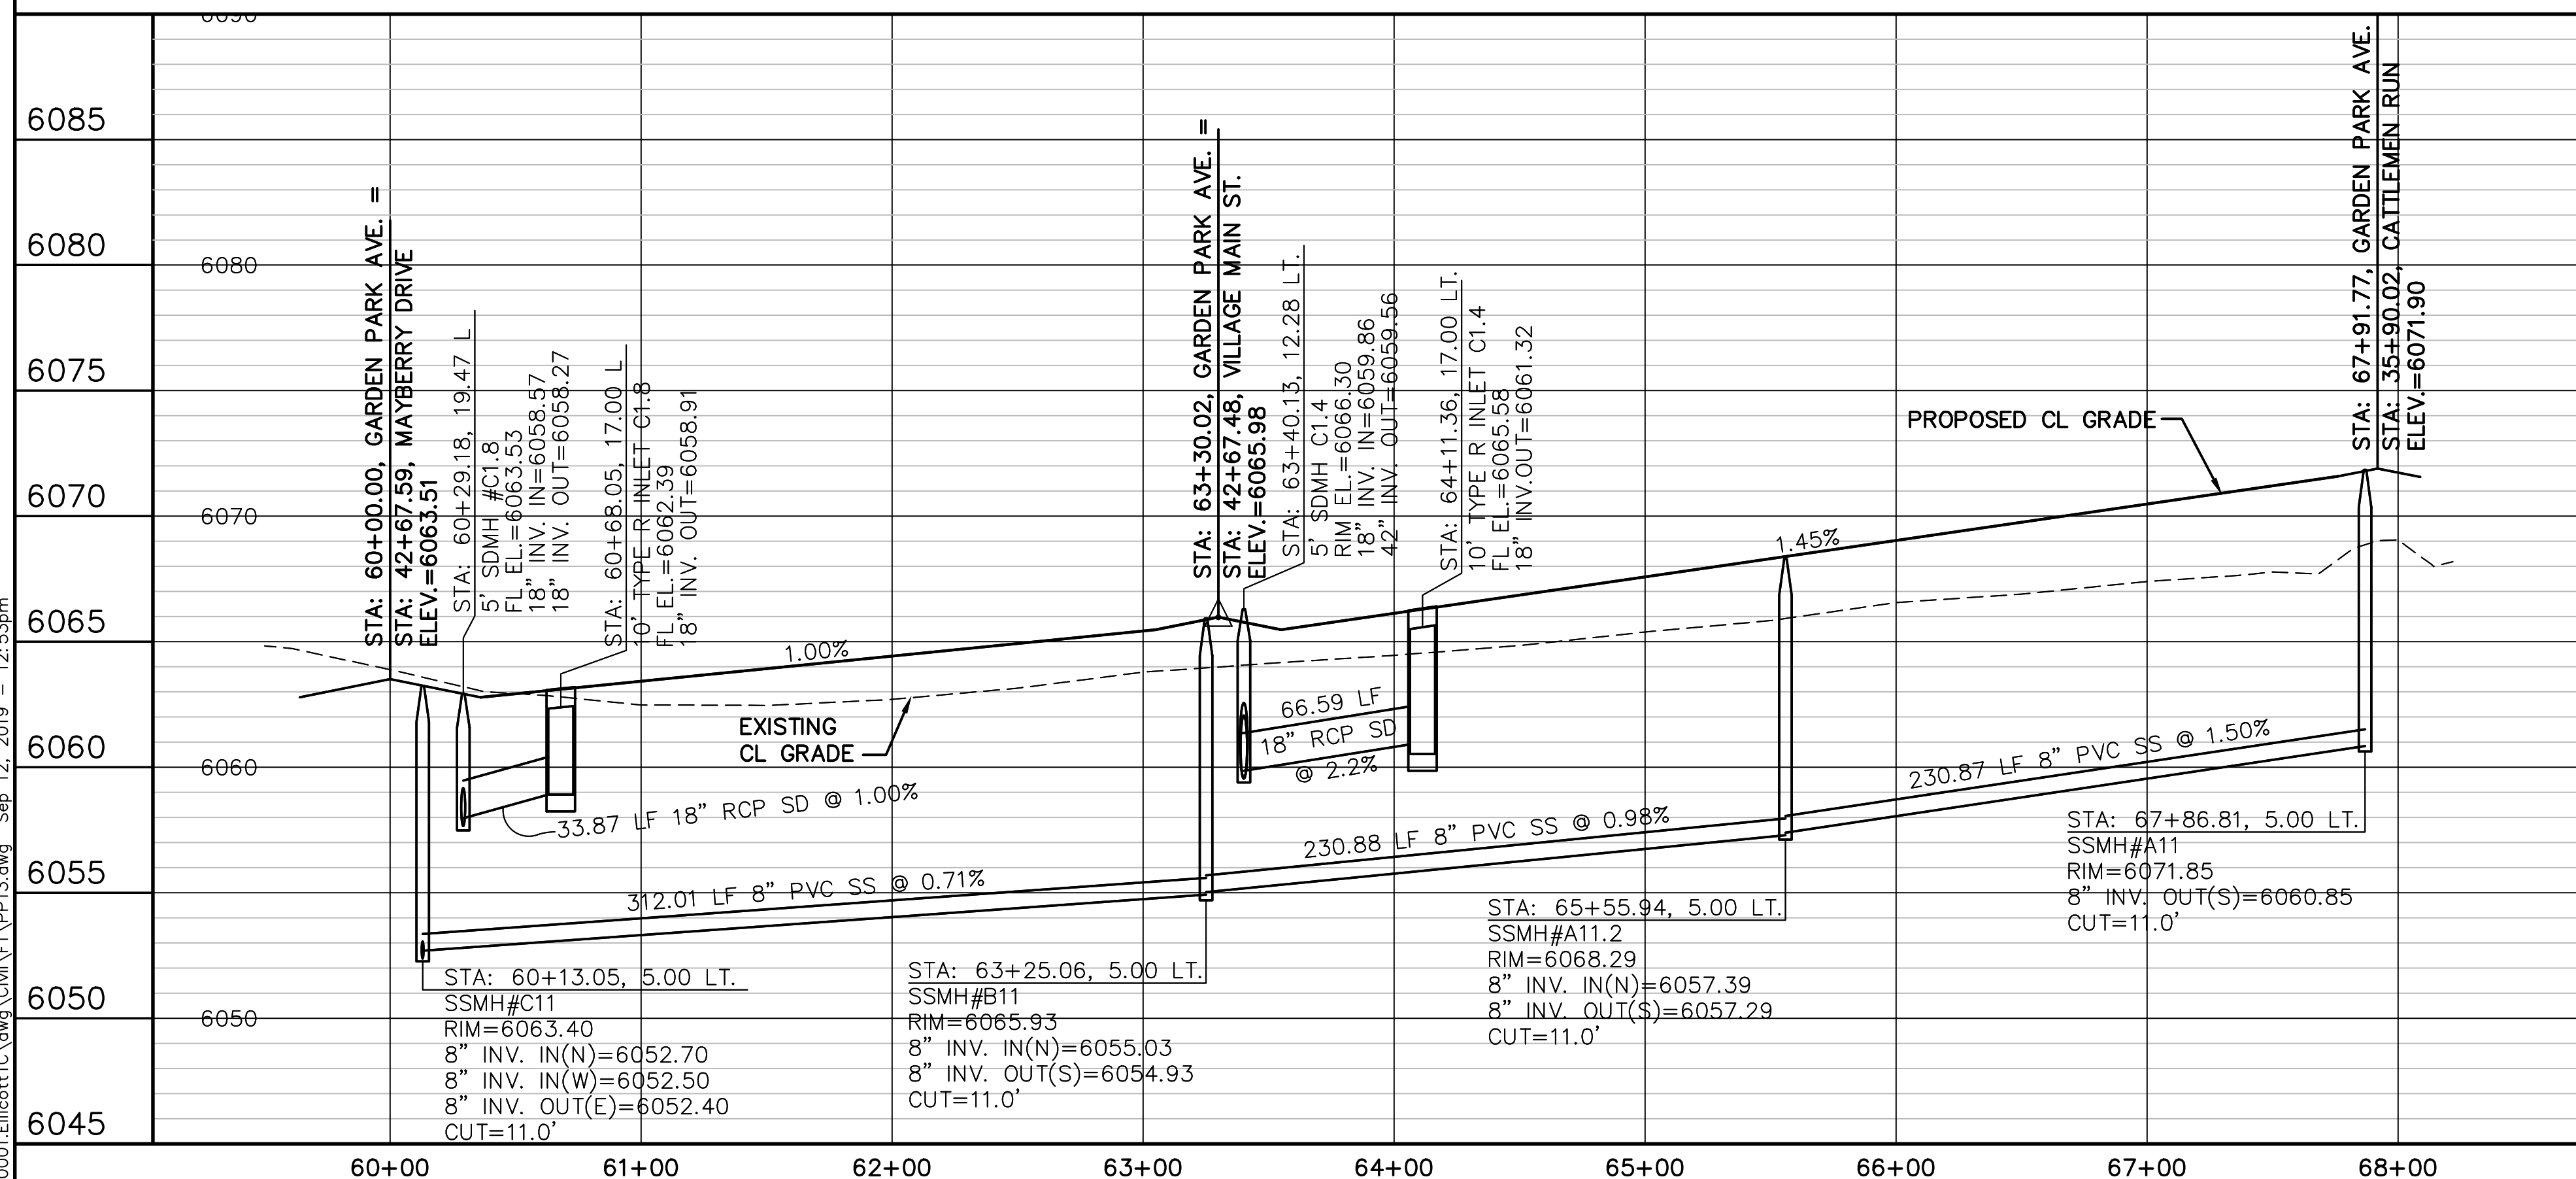 6090
6085
6080
6075
6070
6065
6060
6055
6050
6045
6080
6070
6060
6050
STA: 60+00.00, GARDEN PARK AVE. =
STA: 42+67.59, MAYBERRY DRIVE
ELEV.=6063.51
STA: 60+29.18, 19.47 L
5' SDMH #C1.8
FL EL.=6063.53
18" INV. IN=6058.57
18" INV. OUT=6058.27
STA: 60+68.05, 17.00 L
10' TYPE R INLET C1.8
FL EL.=6062.39
18" INV. OUT=6058.91
STA: 63+30.02, GARDEN PARK AVE. =
STA: 42+67.48, VILLAGE MAIN ST.
ELEV.=6065.98
STA: 63+40.13, 12.28 LT.
5' SDMH C1.4
RIM EL.=6066.30
18" INV. IN=6059.86
42" INV. OUT=6059.56
STA: 64+11.36, 17.00 LT.
10' TYPE R INLET C1.4
FL EL.=6065.58
18" INV.OUT=6061.32
STA: 67+91.77, GARDEN PARK AVE.
STA: 35+90.02, CATTLEMEN RUN
ELEV.=6071.90
PROPOSED CL GRADE
1.00%
1.45%
EXISTING
CL GRADE
66.59 LF
18" RCP SD
@ 2.2%
33.87 LF 18" RCP SD @ 1.00%
312.01 LF 8" PVC SS @ 0.71%
230.88 LF 8" PVC SS @ 0.98%
230.87 LF 8" PVC SS @ 1.50%
STA: 60+13.05, 5.00 LT.
SSMH#C11
RIM=6063.40
8" INV. IN(N)=6052.70
8" INV. IN(W)=6052.50
8" INV. OUT(E)=6052.40
CUT=11.0'
STA: 63+25.06, 5.00 LT.
SSMH#B11
RIM=6065.93
8" INV. IN(N)=6055.03
8" INV. OUT(S)=6054.93
CUT=11.0'
STA: 65+55.94, 5.00 LT.
SSMH#A11.2
RIM=6068.29
8" INV. IN(N)=6057.39
8" INV. OUT(S)=6057.29
CUT=11.0'
STA: 67+86.81, 5.00 LT.
SSMH#A11
RIM=6071.85
8" INV. OUT(S)=6060.85
CUT=11.0'
60+00
61+00
62+00
63+00
64+00
65+00
66+00
67+00
68+00
Sep 12, 2019 - 12:53pm